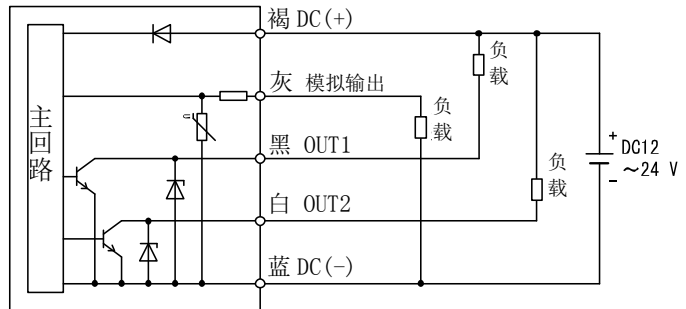 褐 DC(+)
负载
灰 模拟输出
负载
主回路
黑 OUT1
负载
+
DC12
～24 V
-
白 OUT2
蓝 DC(-)